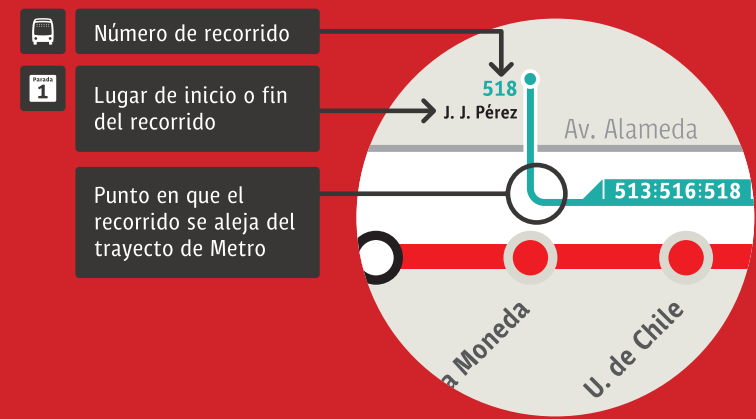 Número de recorrido
Parada
1
Lugar de inicio o fin
del recorrido
Punto en que el
recorrido se aleja del
trayecto de Metro
518
J. J. Pérez
Av. Alameda
513:516:518
a Moneda
U. de Chile